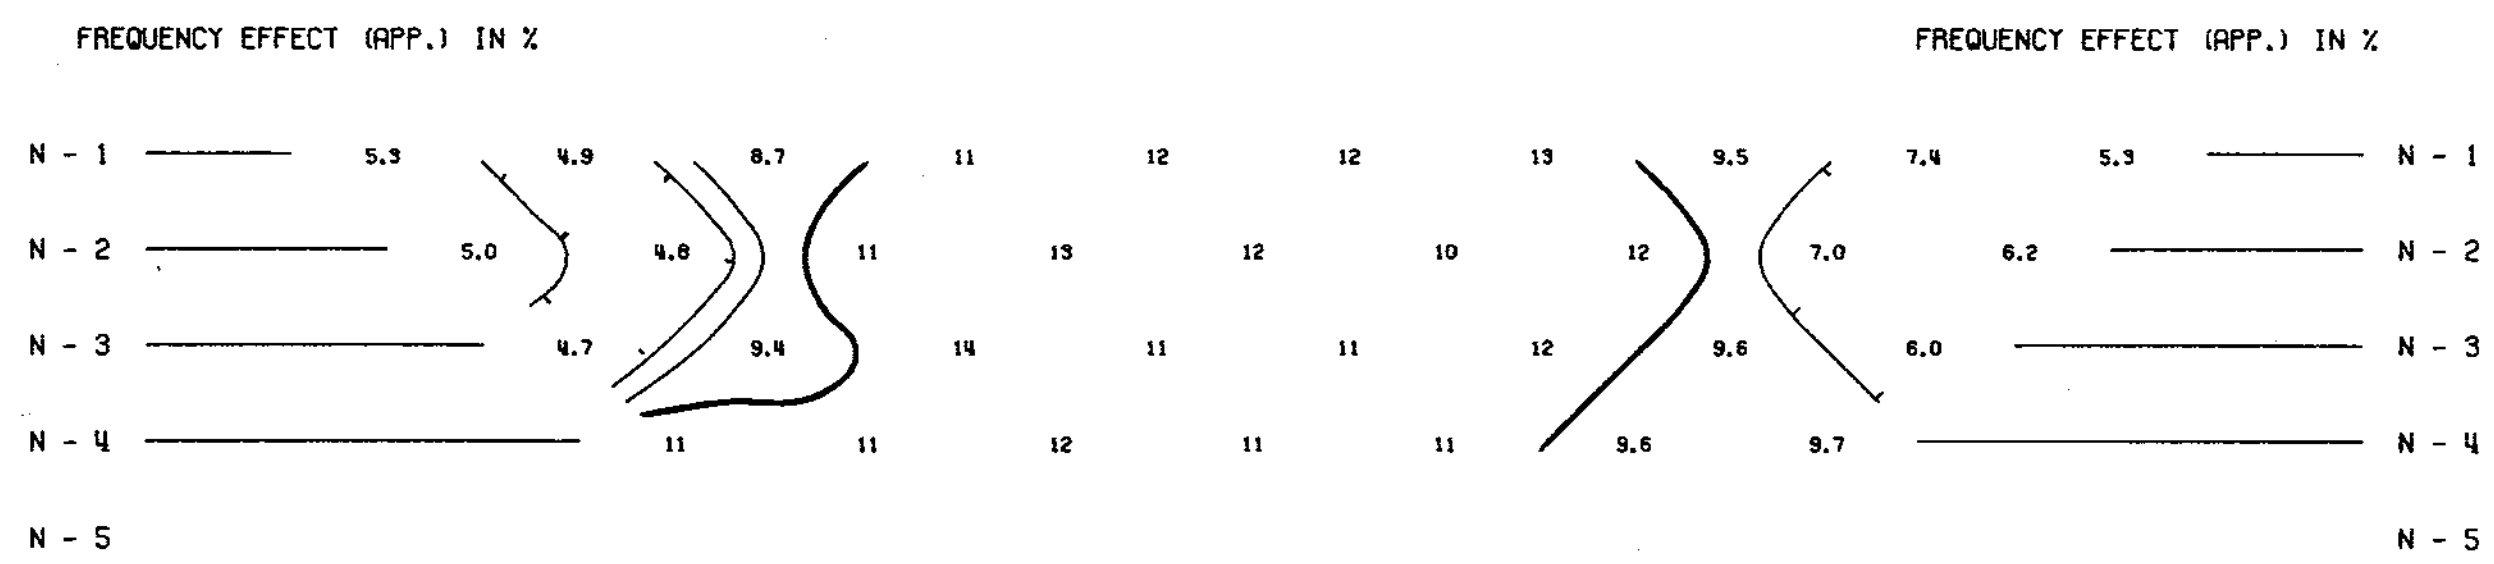 FREQUENCY EFFECT (APP.) IN % FREQUENCY EFFECT (APP.) IN %
N - 1 5.3 4.9 8.7 11 12 12 13 9.5 7.4 5.3 N - 1
N - 2 5.0 4.8 11 13 12 10 12 7.0 6.2 N - 2
N - 3 4.7 9.4 14 11 11 12 9.6 6.0 N - 3
N - 4 11 11 12 11 11 9.6 9.7 N - 4
N - 5 N - 5